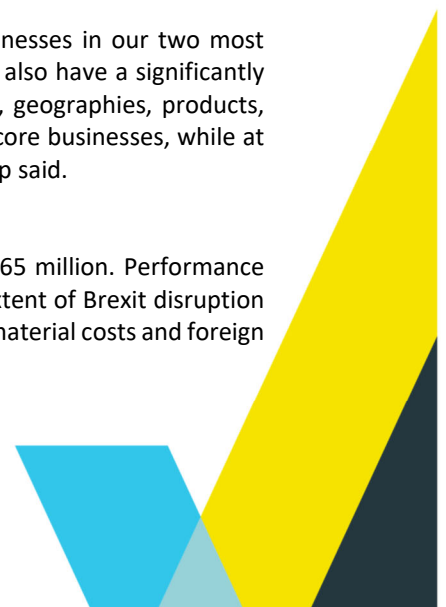 nesses in our two most
also have a significantly
, geographies, products,
core businesses, while at
p said.
65 million. Performance
xtent of Brexit disruption
material costs and foreign